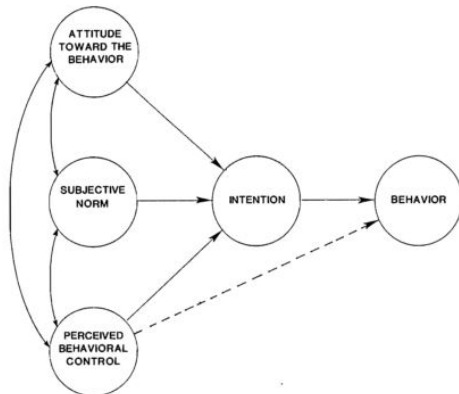 ATTITUDE
TOWARD THE
BEHAVIOR
SUBJECTIVE
NORM
INTENTION
BEHAVIOR
PERCEIVED
BEHAVIORAL
CONTROL